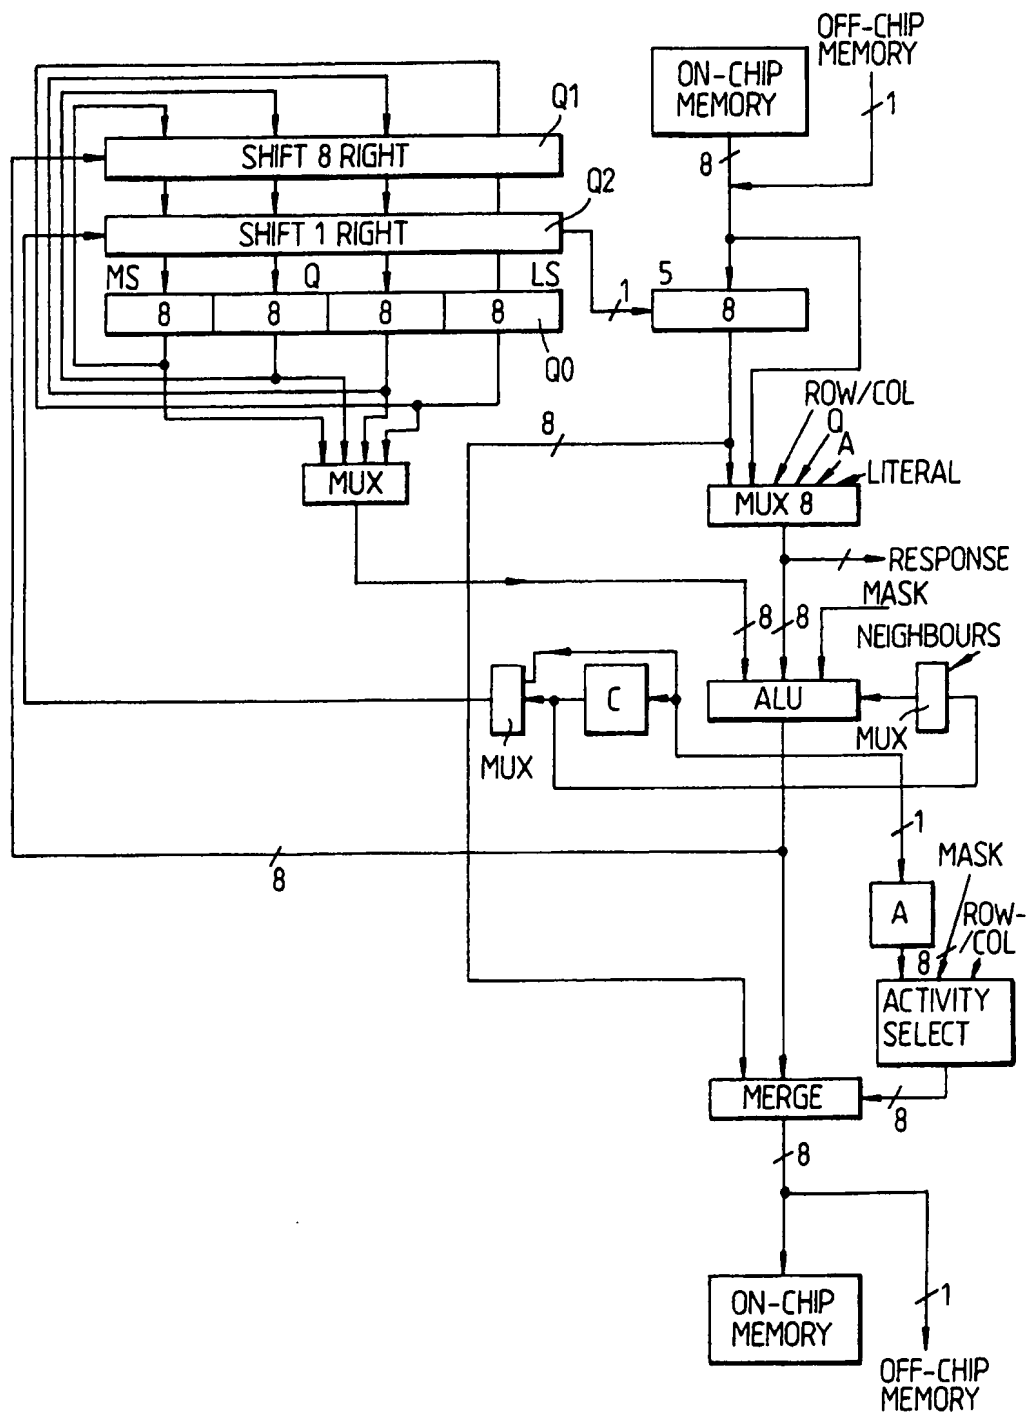 OFF-CHIP
MEMORY
ON-CHIP
MEMORY
1
8
Q1
SHIFT 8 RIGHT
Q2
SHIFT 1 RIGHT
MS
Q
LS
8
8
8
8
Q0
1
5
8
8
ROW/COL
Q
A
LITERAL
MUX
MUX 8
RESPONSE
MASK
8
8
NEIGHBOURS
C
ALU
MUX
MUX
1
8
MASK
A
ROW-
/COL
8
ACTIVITY
SELECT
MERGE
8
8
ON-CHIP
MEMORY
1
OFF-CHIP
MEMORY